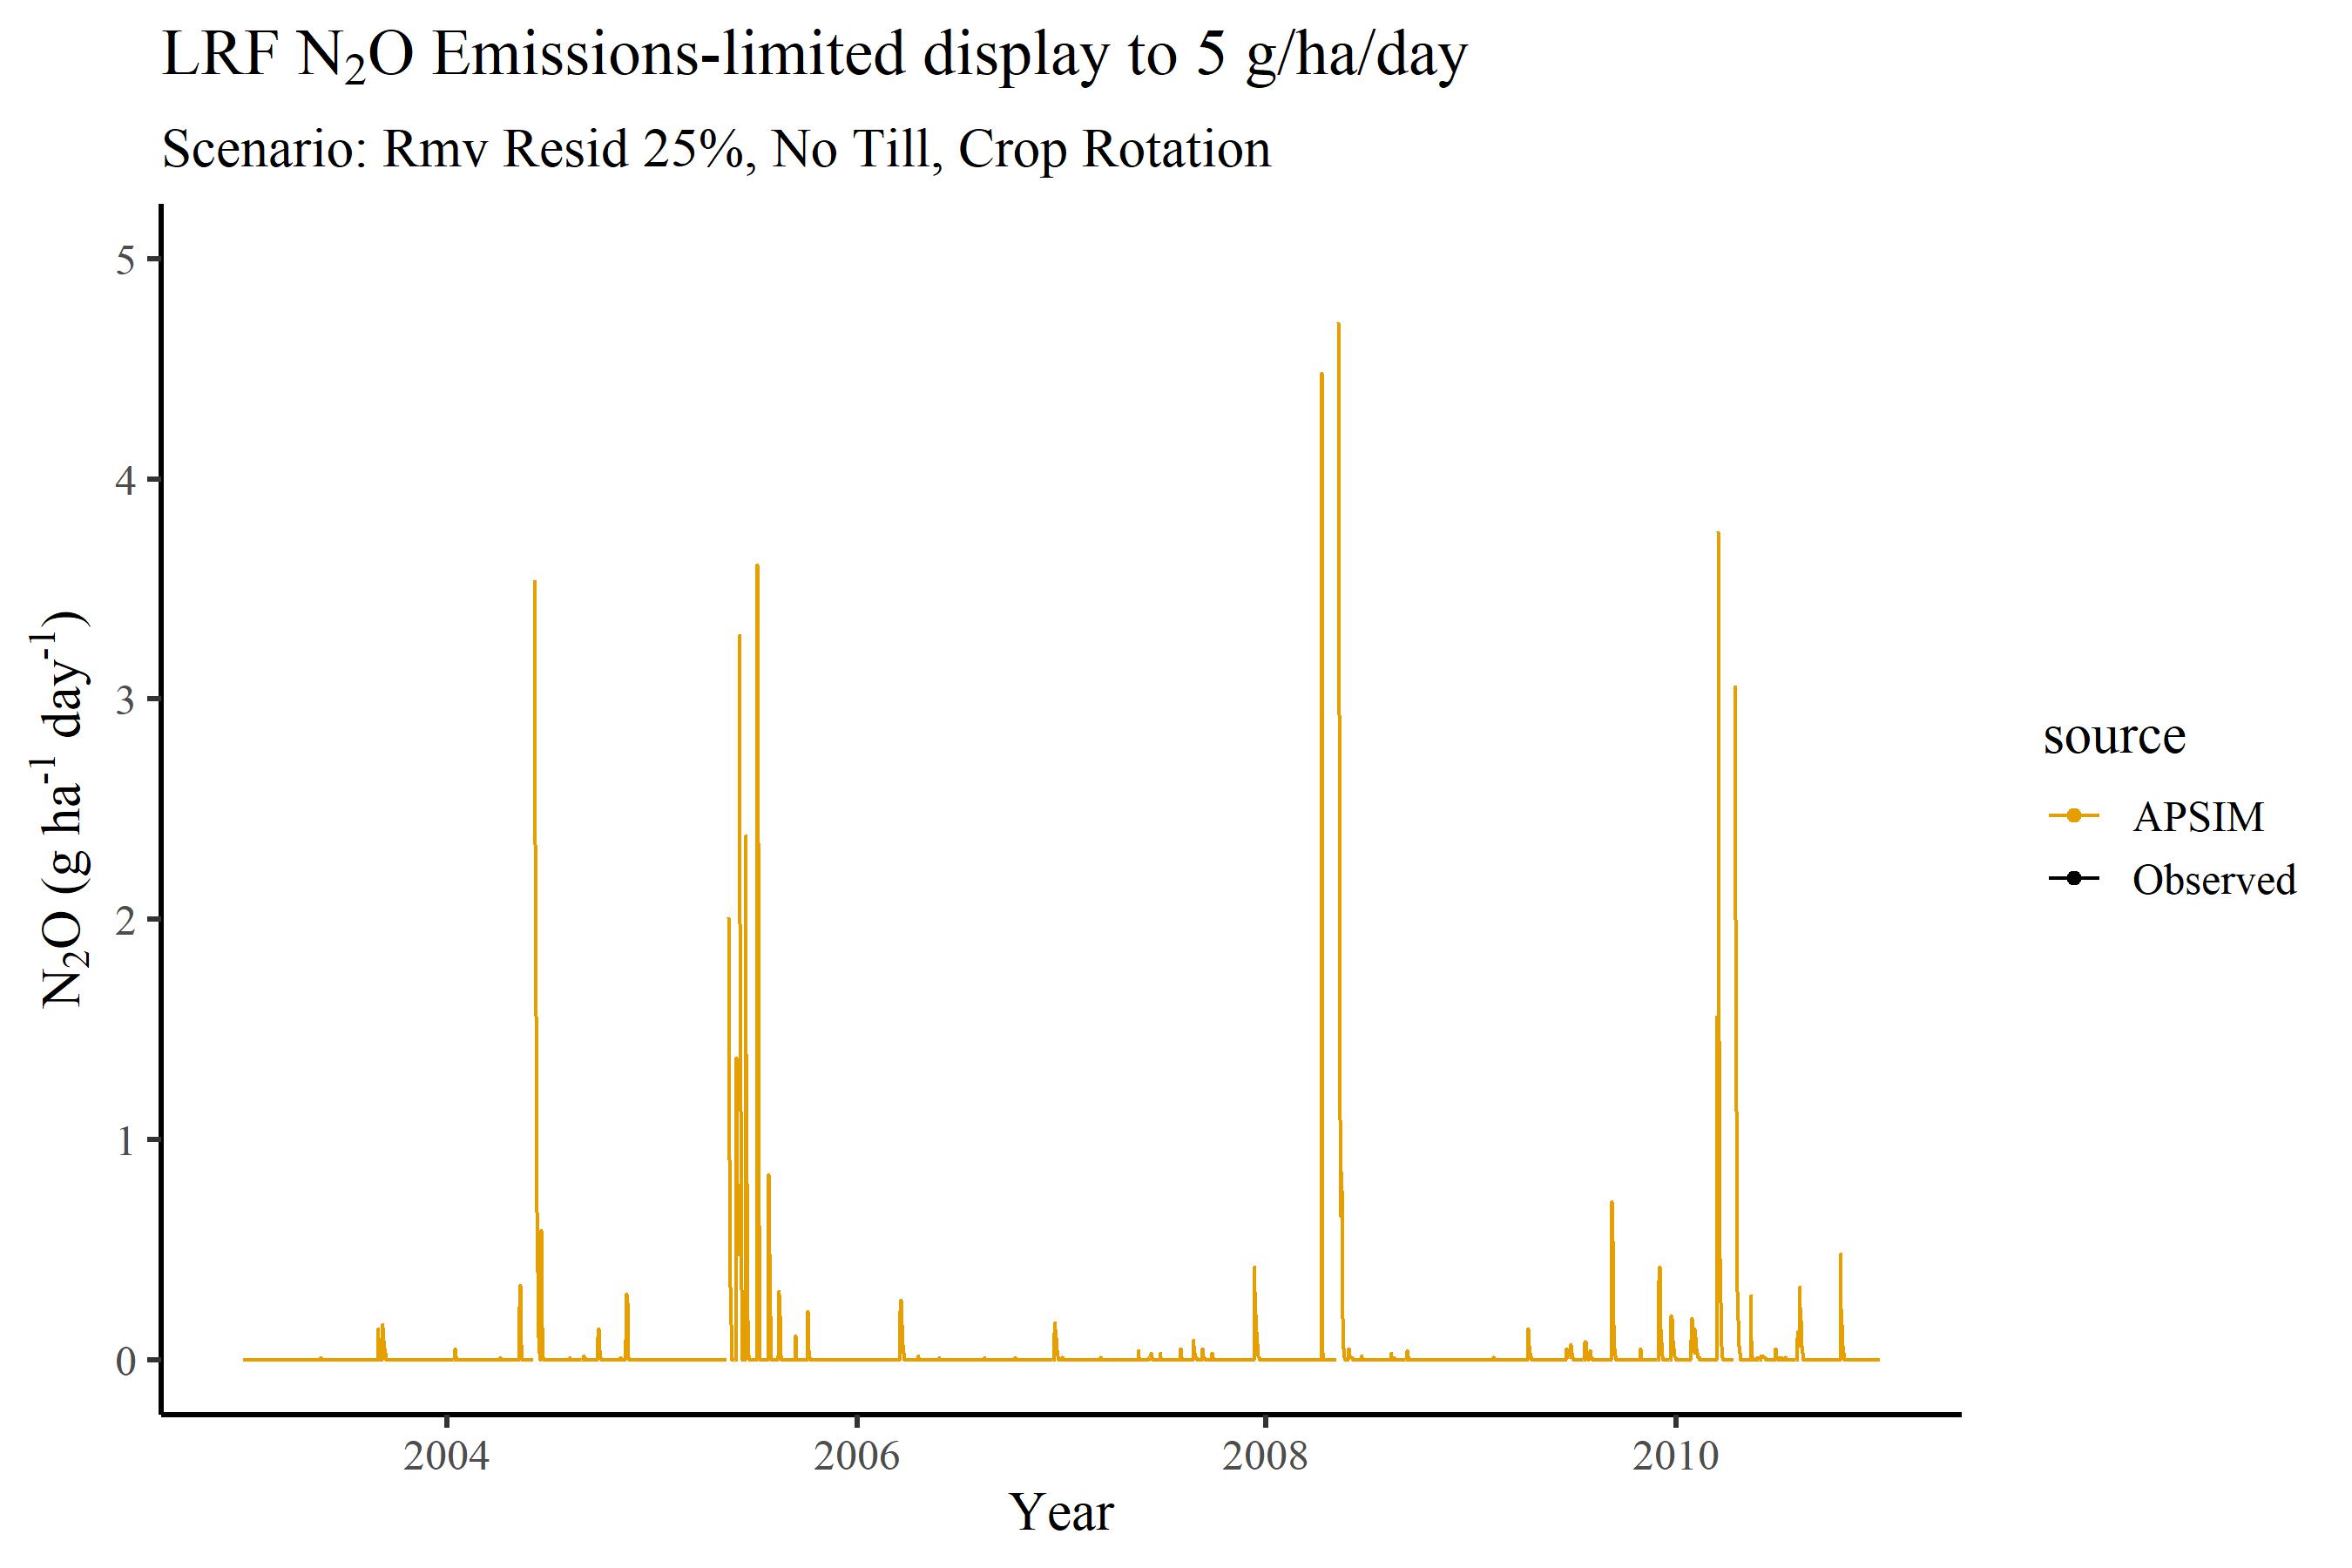 LRF N₂O Emissions-limited display to 5 g/ha/day
Scenario: Rmv Resid 25%, No Till, Crop Rotation
N₂O (g ha⁻¹ day⁻¹)
5
4
3
2
1
0
2004 2006 2008 2010
Year
source
APSIM
Observed